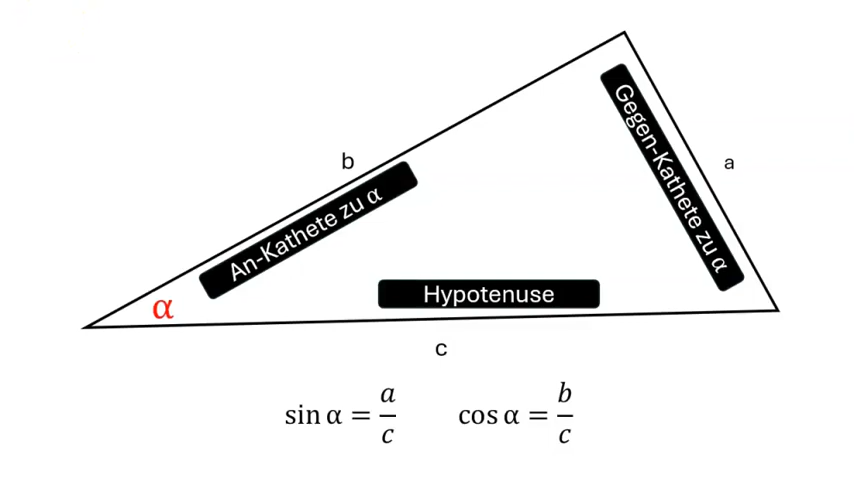 b
An-Kathete zu α
Gegen-Kathete zu α
a
α
Hypotenuse
c
sin α = a/c
cos α = b/c